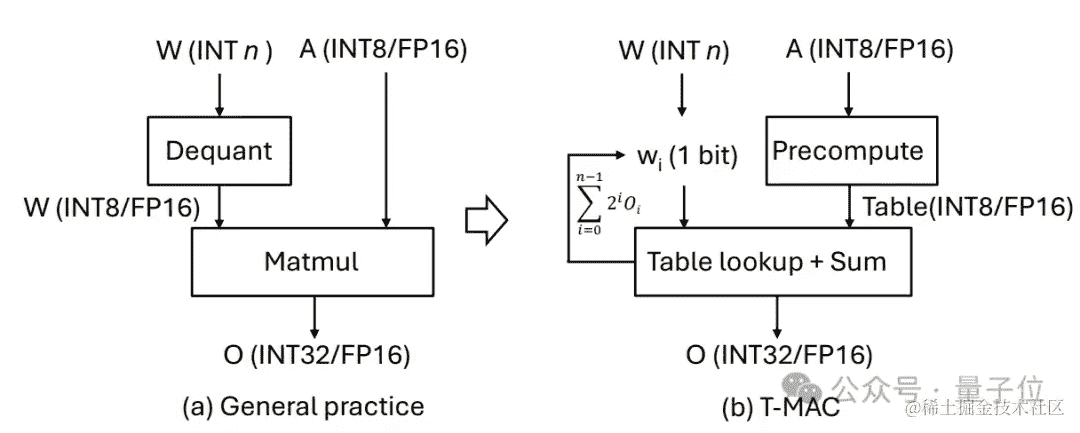 W (INT n)
A (INT8/FP16)
Dequant
W (INT8/FP16)
Matmul
O (INT32/FP16)
(a) General practice
W (INT n)
A (INT8/FP16)
w_i (1 bit)
Precompute
\sum_{i=0}^{n-1} 2^i O_i
Table(INT8/FP16)
Table lookup + Sum
O (INT32/FP16)
(b) T-MAC
公众号 · 量子位
@稀土掘金技术社区